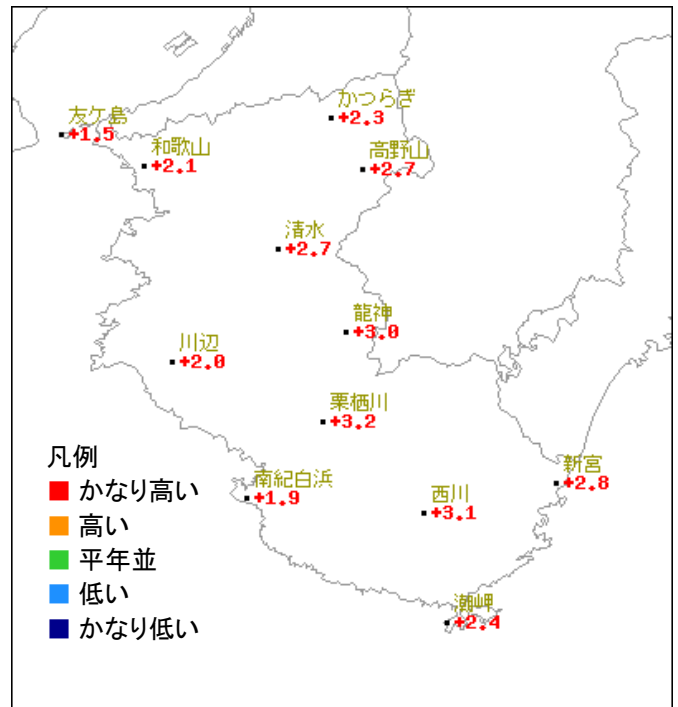 かつらぎ
+2.3
友ケ島
+1.5
和歌山
+2.1
高野山
+2.7
清水
+2.7
龍神
+3.0
川辺
+2.0
栗栖川
+3.2
凡例
かなり高い
高い
平年並
低い
かなり低い
南紀白浜
+1.9
西川
+3.1
新宮
+2.8
潮岬
+2.4